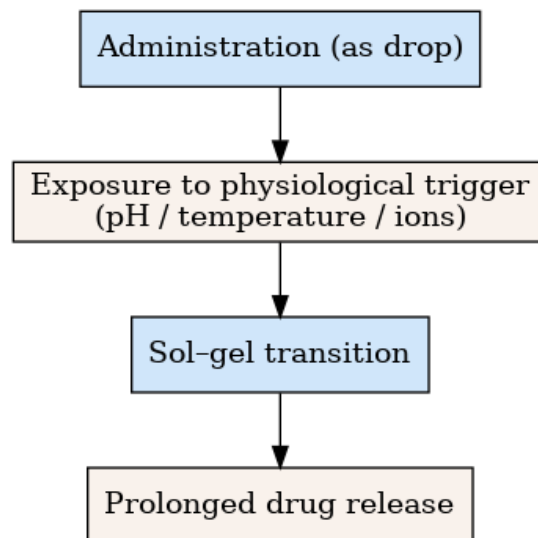 Administration (as drop)
Exposure to physiological trigger
(pH / temperature / ions)
Sol–gel transition
Prolonged drug release